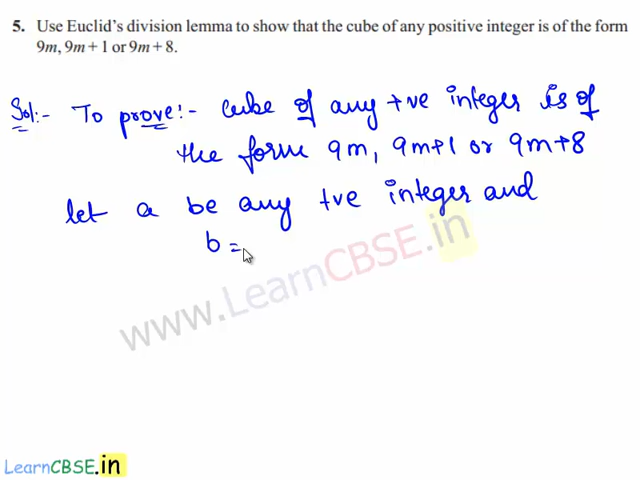 5. Use Euclid's division lemma to show that the cube of any positive integer is of the form
9m, 9m + 1 or 9m + 8.
Sol:- To prove:- Cube of any +ve integer is of
the form 9m, 9m+1 or 9m+8
let a be any +ve integer and
b =
www.LearnCBSE.in
LearnCBSE.in